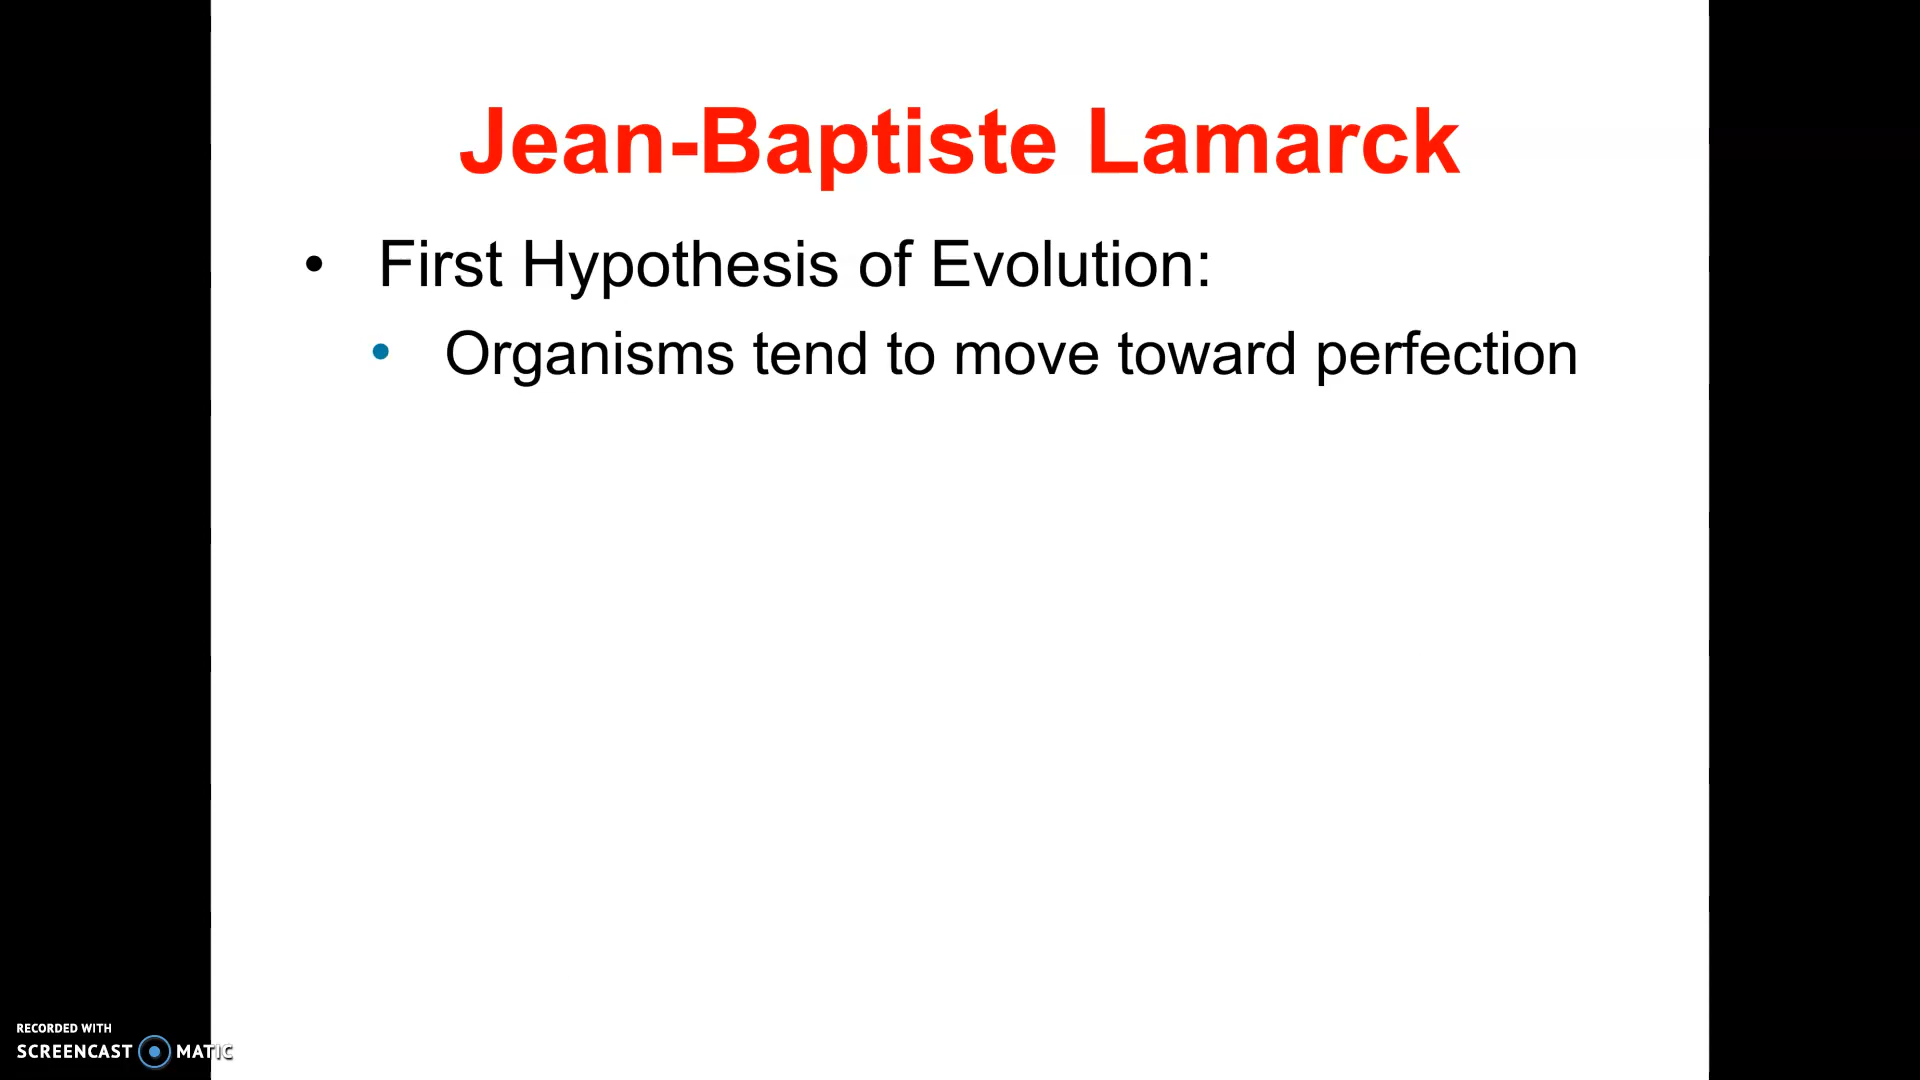 Jean-Baptiste Lamarck
• First Hypothesis of Evolution:
• Organisms tend to move toward perfection
RECORDED WITH
SCREENCAST MATIC